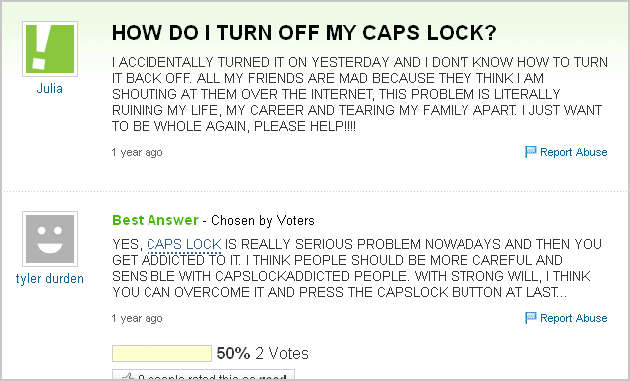 HOW DO I TURN OFF MY CAPS LOCK?
I ACCIDENTALLY TURNED IT ON YESTERDAY AND I DON'T KNOW HOW TO TURN
IT BACK OFF. ALL MY FRIENDS ARE MAD BECAUSE THEY THINK I AM
SHOUTING AT THEM OVER THE INTERNET, THIS PROBLEM IS LITERALLY
RUINING MY LIFE, MY CAREER AND TEARING MY FAMILY APART. I JUST WANT
TO BE WHOLE AGAIN, PLEASE HELP!!!!
Julia
1 year ago
Report Abuse
Best Answer - Chosen by Voters
YES, CAPS LOCK IS REALLY SERIOUS PROBLEM NOWADAYS AND THEN YOU
GET ADDICTED TO IT. I THINK PEOPLE SHOULD BE MORE CAREFUL AND
SENSIBLE WITH CAPSLOCKADDICTED PEOPLE. WITH STRONG WILL, I THINK
YOU CAN OVERCOME IT AND PRESS THE CAPSLOCK BUTTON AT LAST...
tyler durden
1 year ago
Report Abuse
50% 2 Votes
people rated this as good